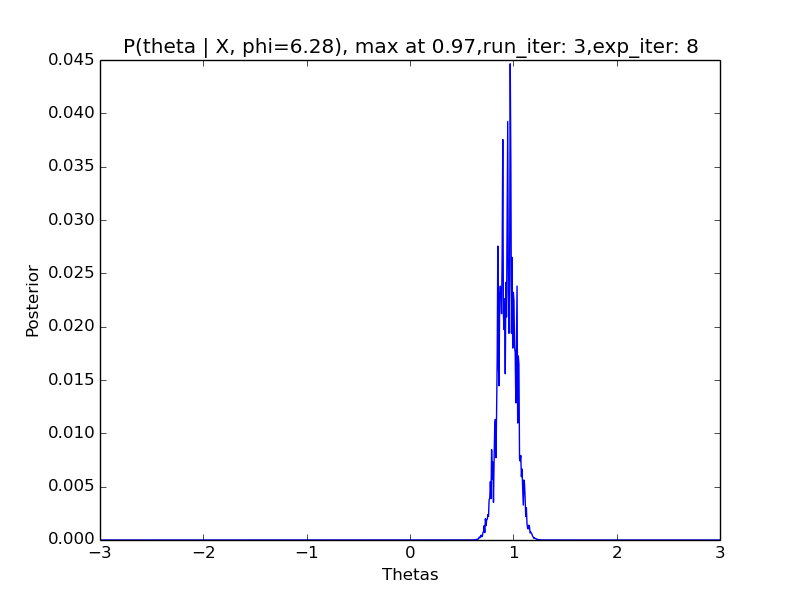 P(theta | X, phi=6.28), max at 0.97,run_iter: 3,exp_iter: 8
0.045
0.040
0.035
0.030
0.025
0.020
0.015
0.010
0.005
0.000
Posterior
−3 −2 −1 0 1 2 3
Thetas